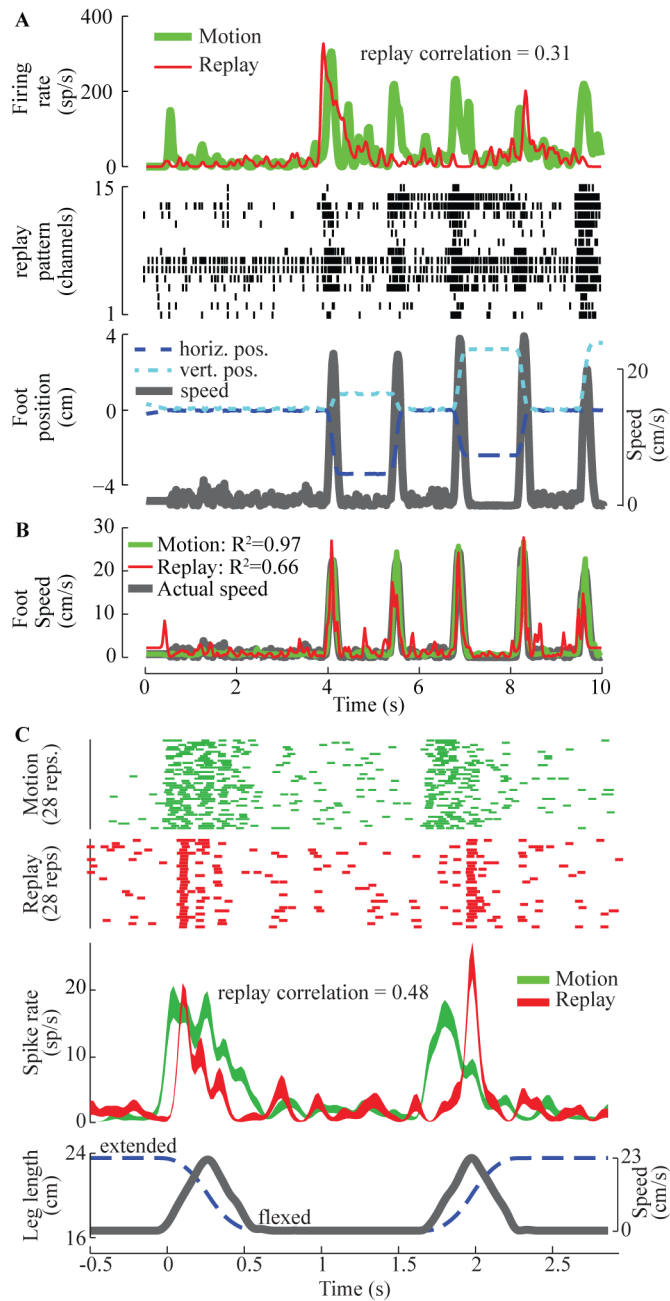 A
400
200
0
Firing
rate
(sp/s)
Motion
Replay
replay correlation = 0.31
15
1
replay
pattern
(channels)
4
0
−4
Foot
position
(cm)
horiz. pos.
vert. pos.
speed
20
0
Speed
(cm/s)
B
30
20
10
0
Foot
Speed
(cm/s)
Motion: R²=0.97
Replay: R²=0.66
Actual speed
0 2 4 6 8 10
Time (s)
C
Motion
(28 reps.)
Replay
(28 reps)
20
10
0
Spike rate
(sp/s)
replay correlation = 0.48
Motion
Replay
24
16
Leg length
(cm)
extended
flexed
23
0
Speed
(cm/s)
-0.5 0 0.5 1 1.5 2 2.5
Time (s)